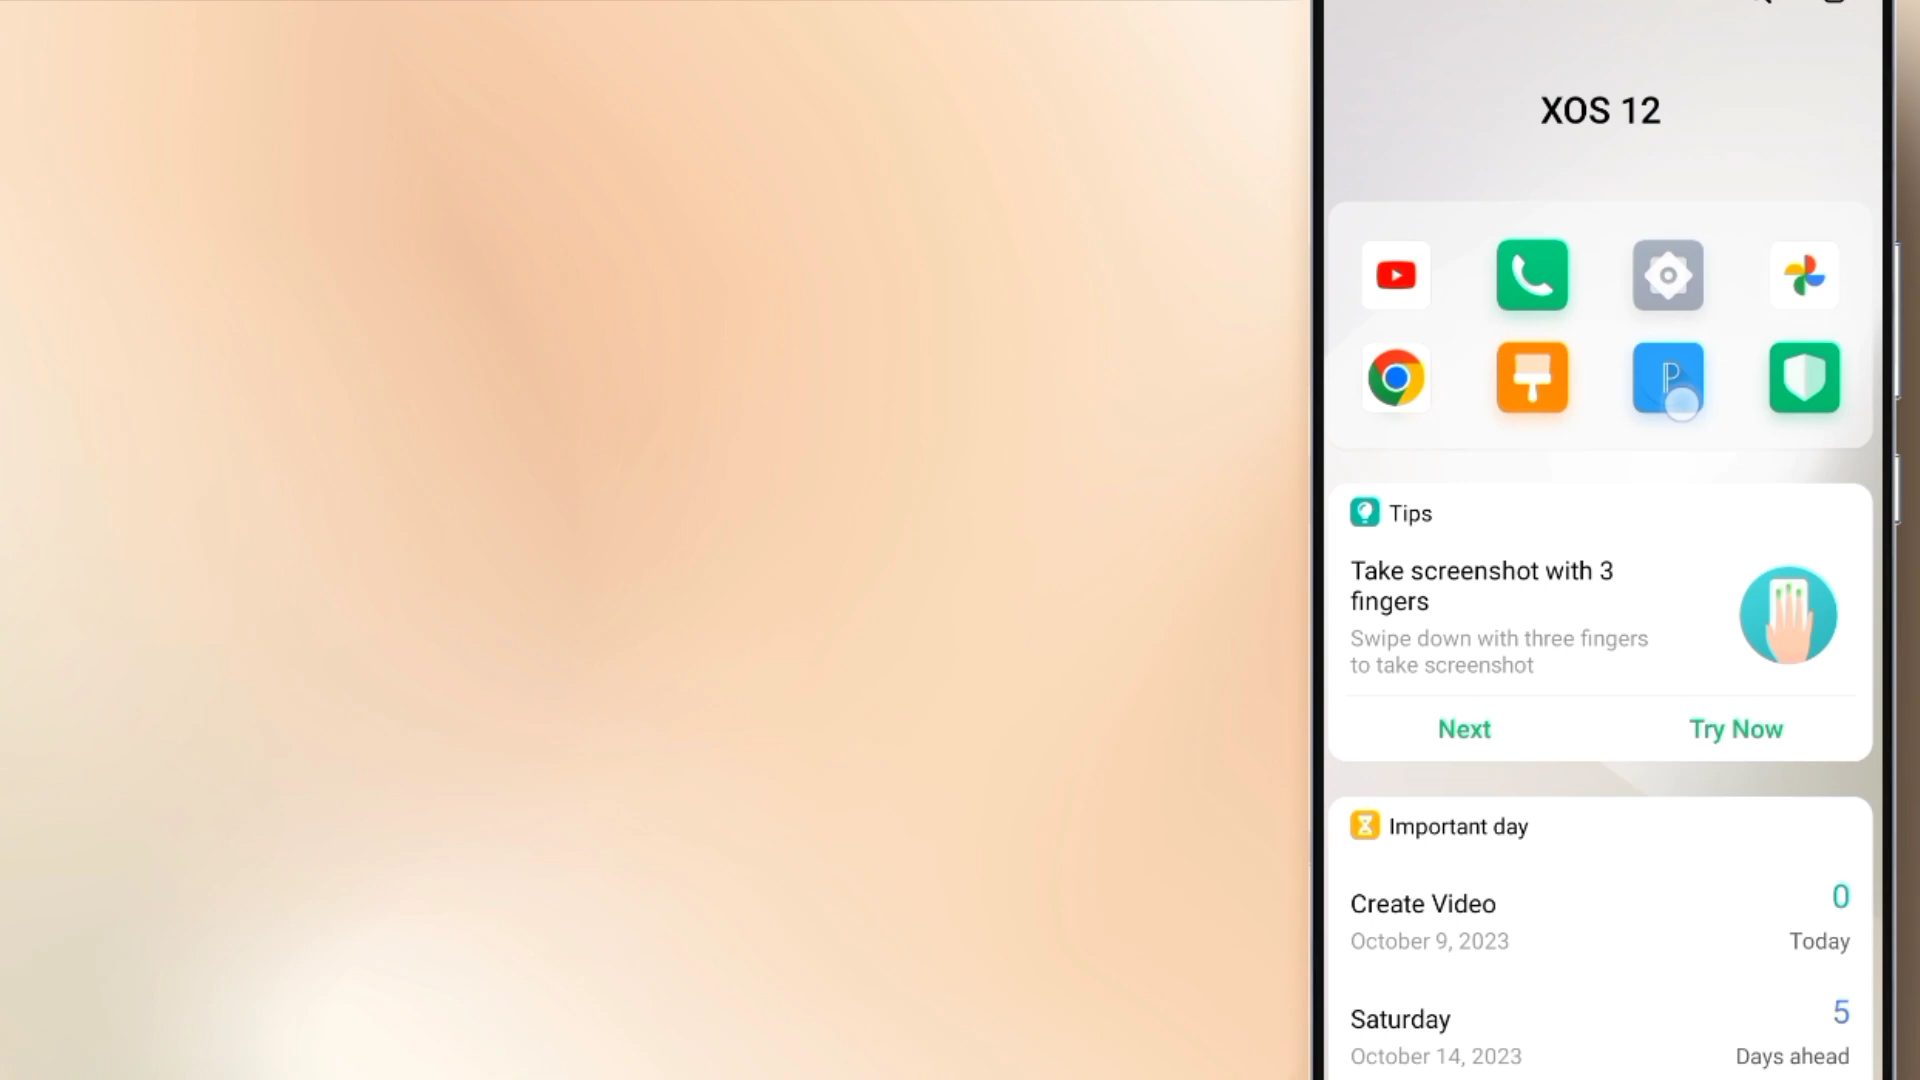 XOS 12
P
Tips
Take screenshot with 3
fingers
Swipe down with three fingers
to take screenshot
Next
Try Now
Important day
Create Video
0
October 9, 2023
Today
Saturday
5
October 14, 2023
Days ahead